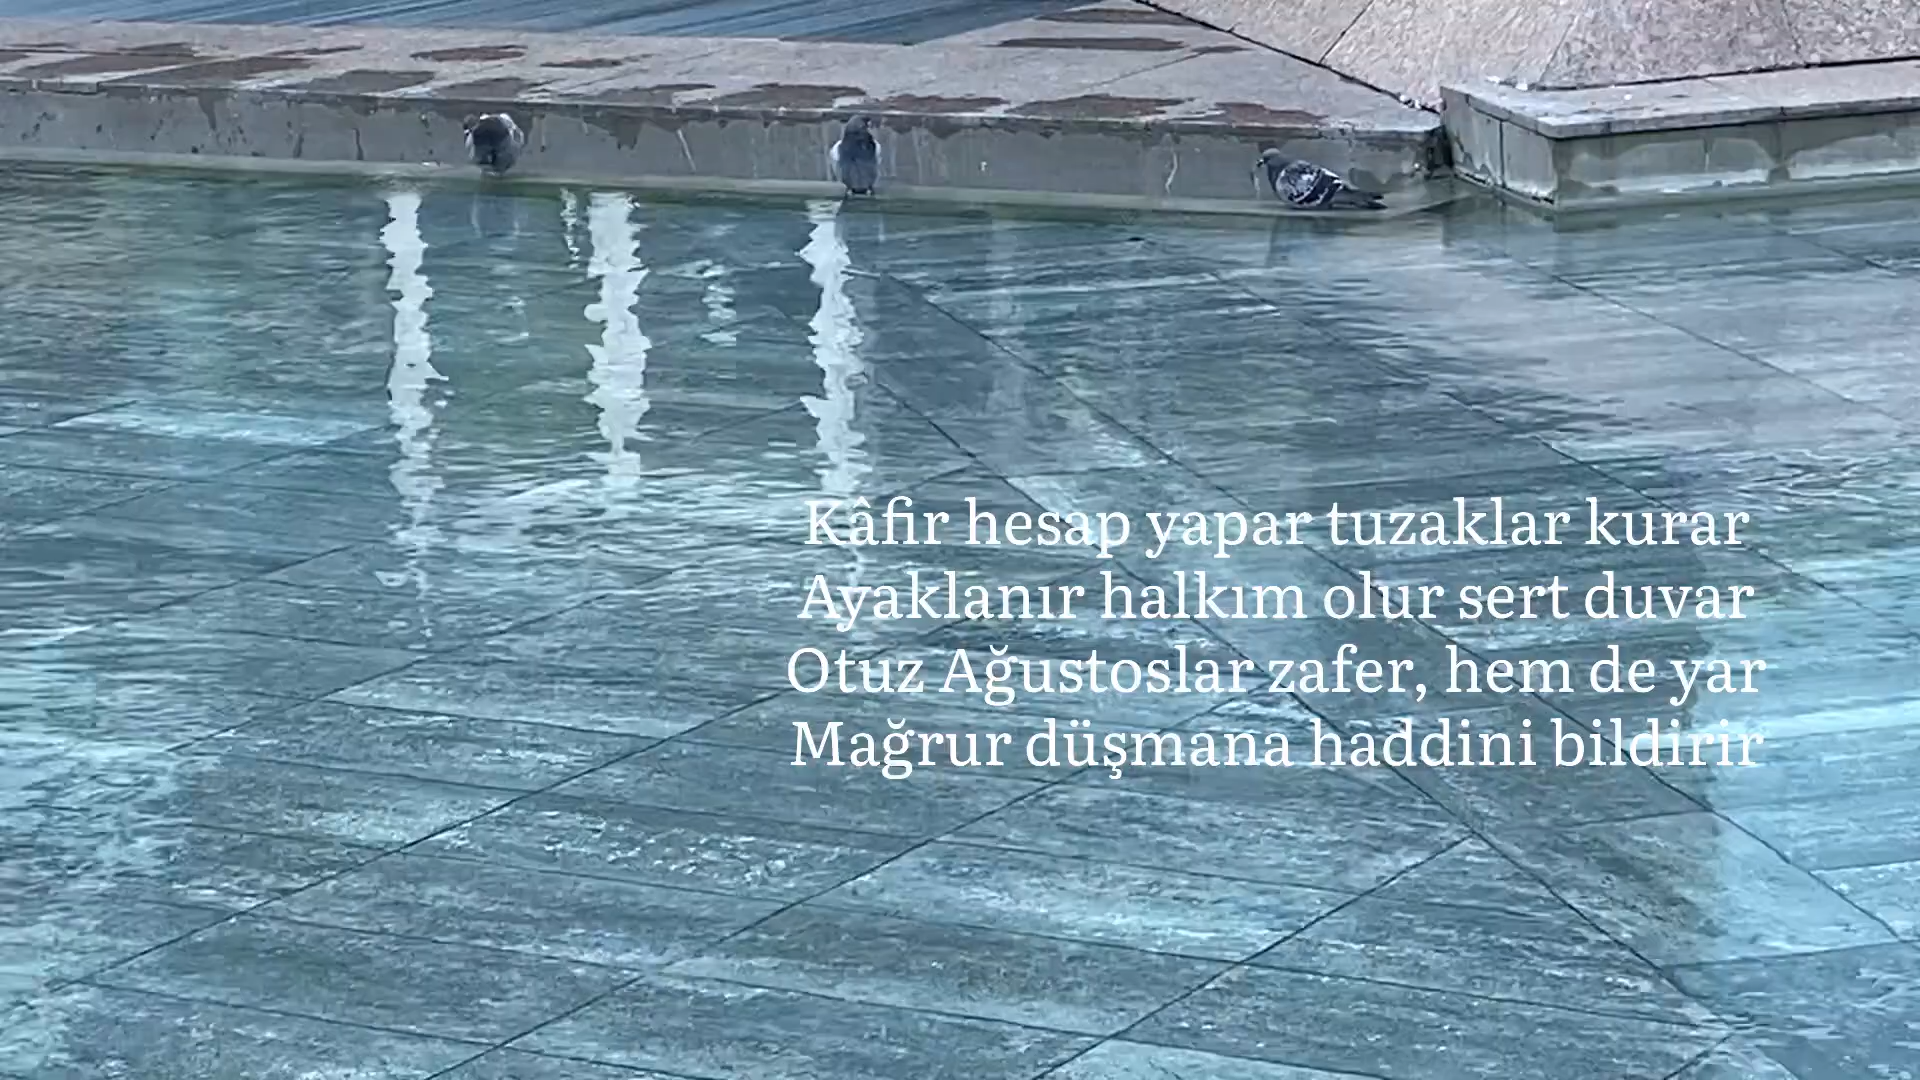 Kâfir hesap yapar tuzaklar kurar
Ayaklanır halkım olur sert duvar
Otuz Ağustoslar zafer, hem de yar
Mağrur düşmana haddini bildirir